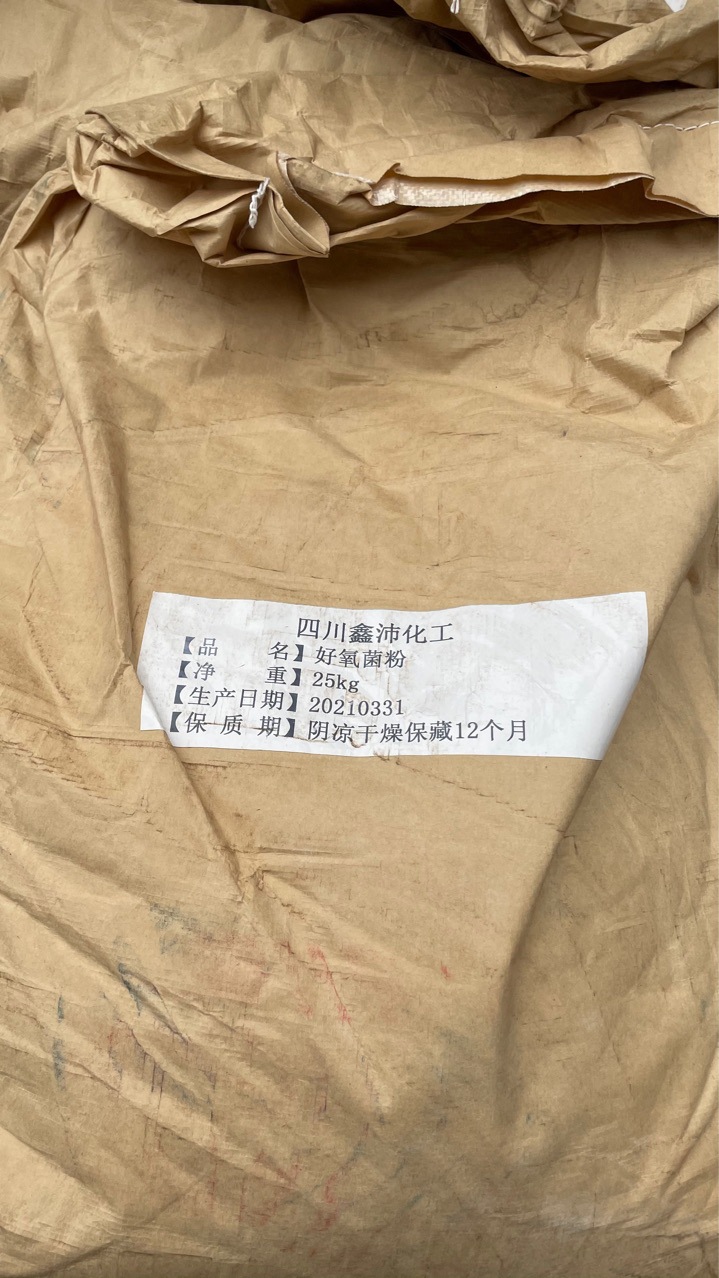 四川鑫沛化工
【品 名】好氧菌粉
【净 重】25kg
【生产日期】20210331
【保 质 期】阴凉干燥保藏12个月